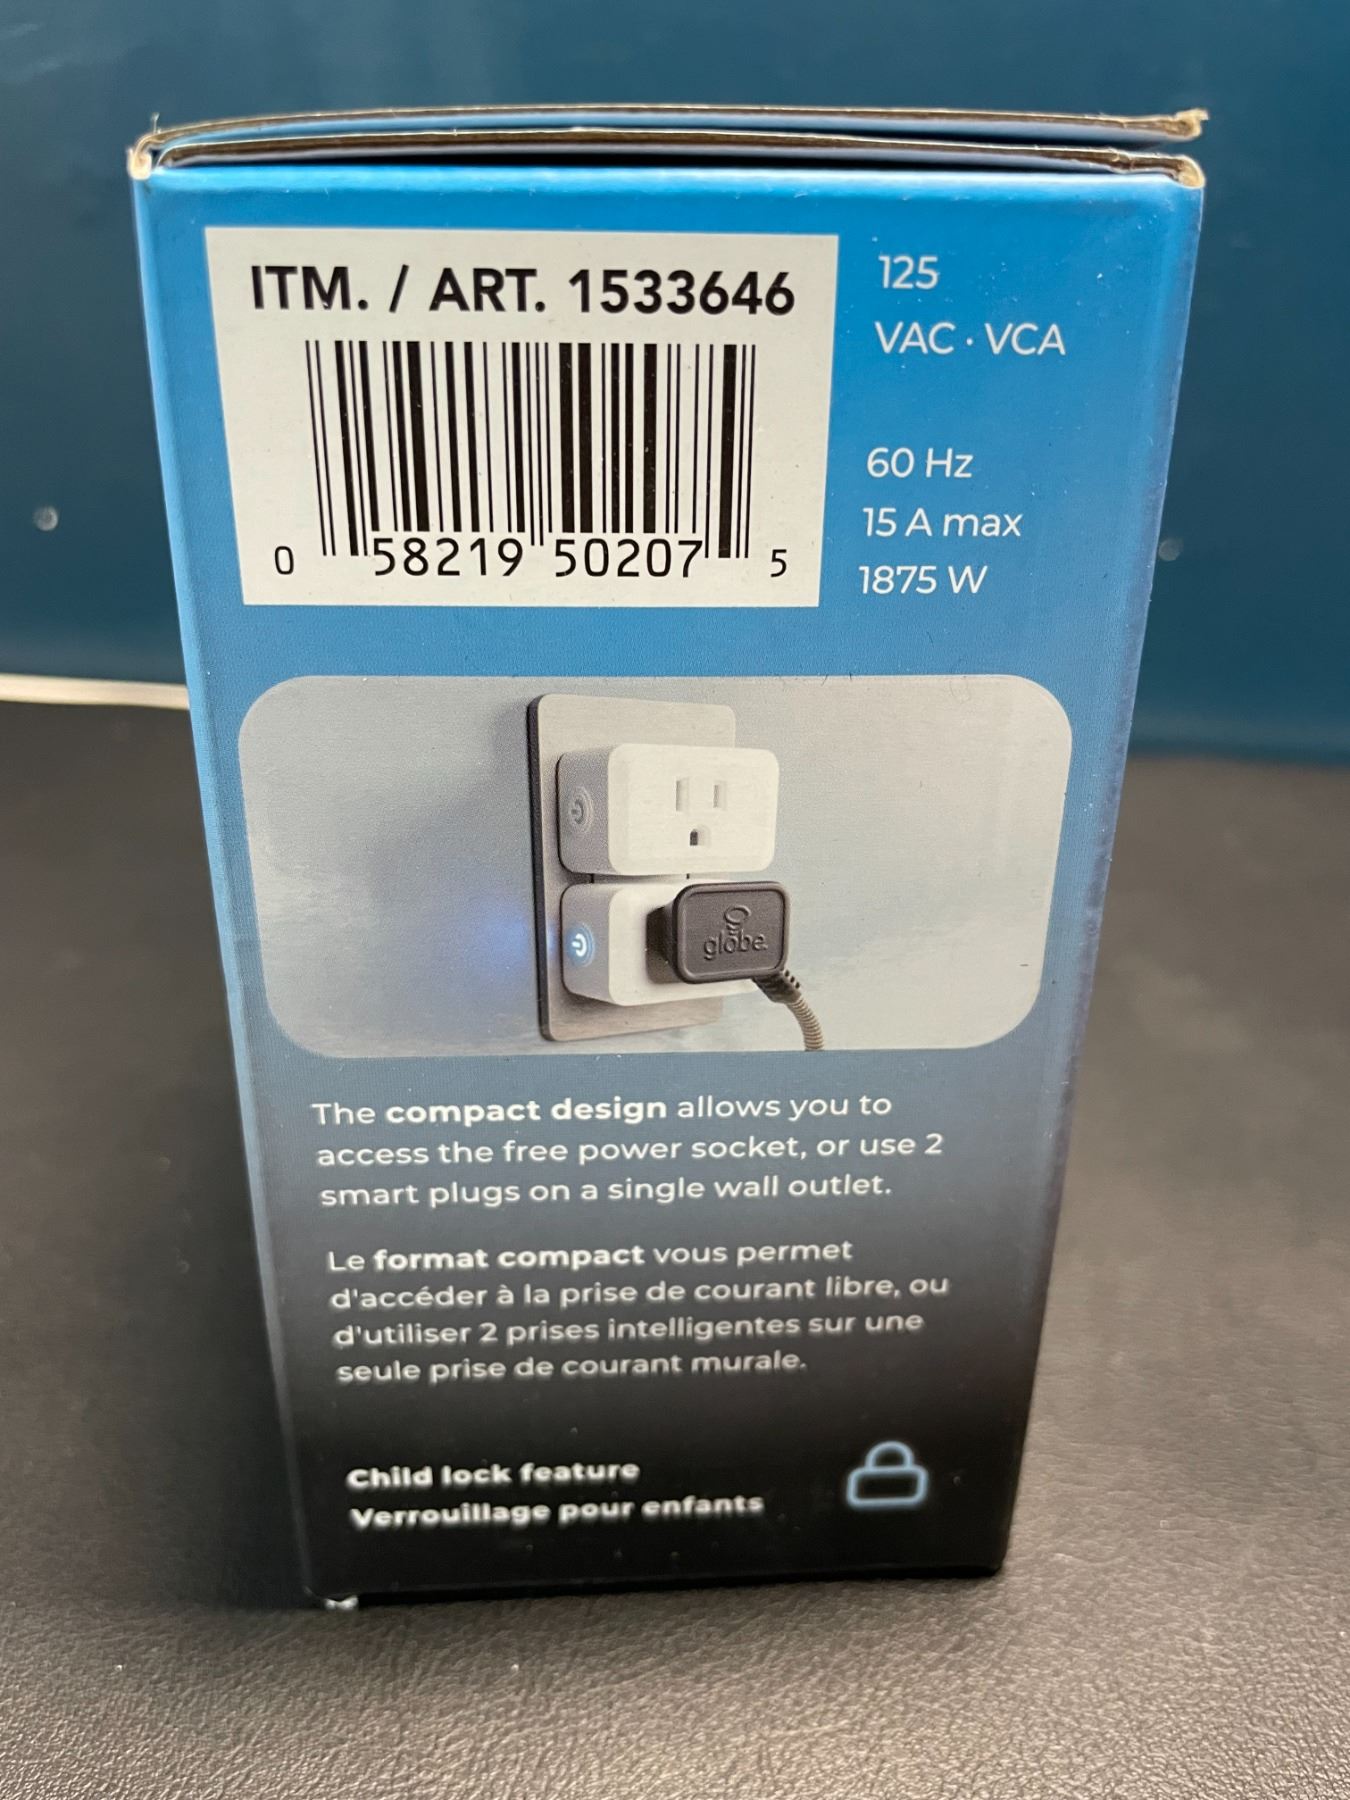 ITM. / ART. 1533646
0 58219 50207 5
125
VAC · VCA
60 Hz
15 A max
1875 W
globe.
The compact design allows you to
access the free power socket, or use 2
smart plugs on a single wall outlet.
Le format compact vous permet
d'accéder à la prise de courant libre, ou
d'utiliser 2 prises intelligentes sur une
seule prise de courant murale.
Child lock feature
Verrouillage pour enfants